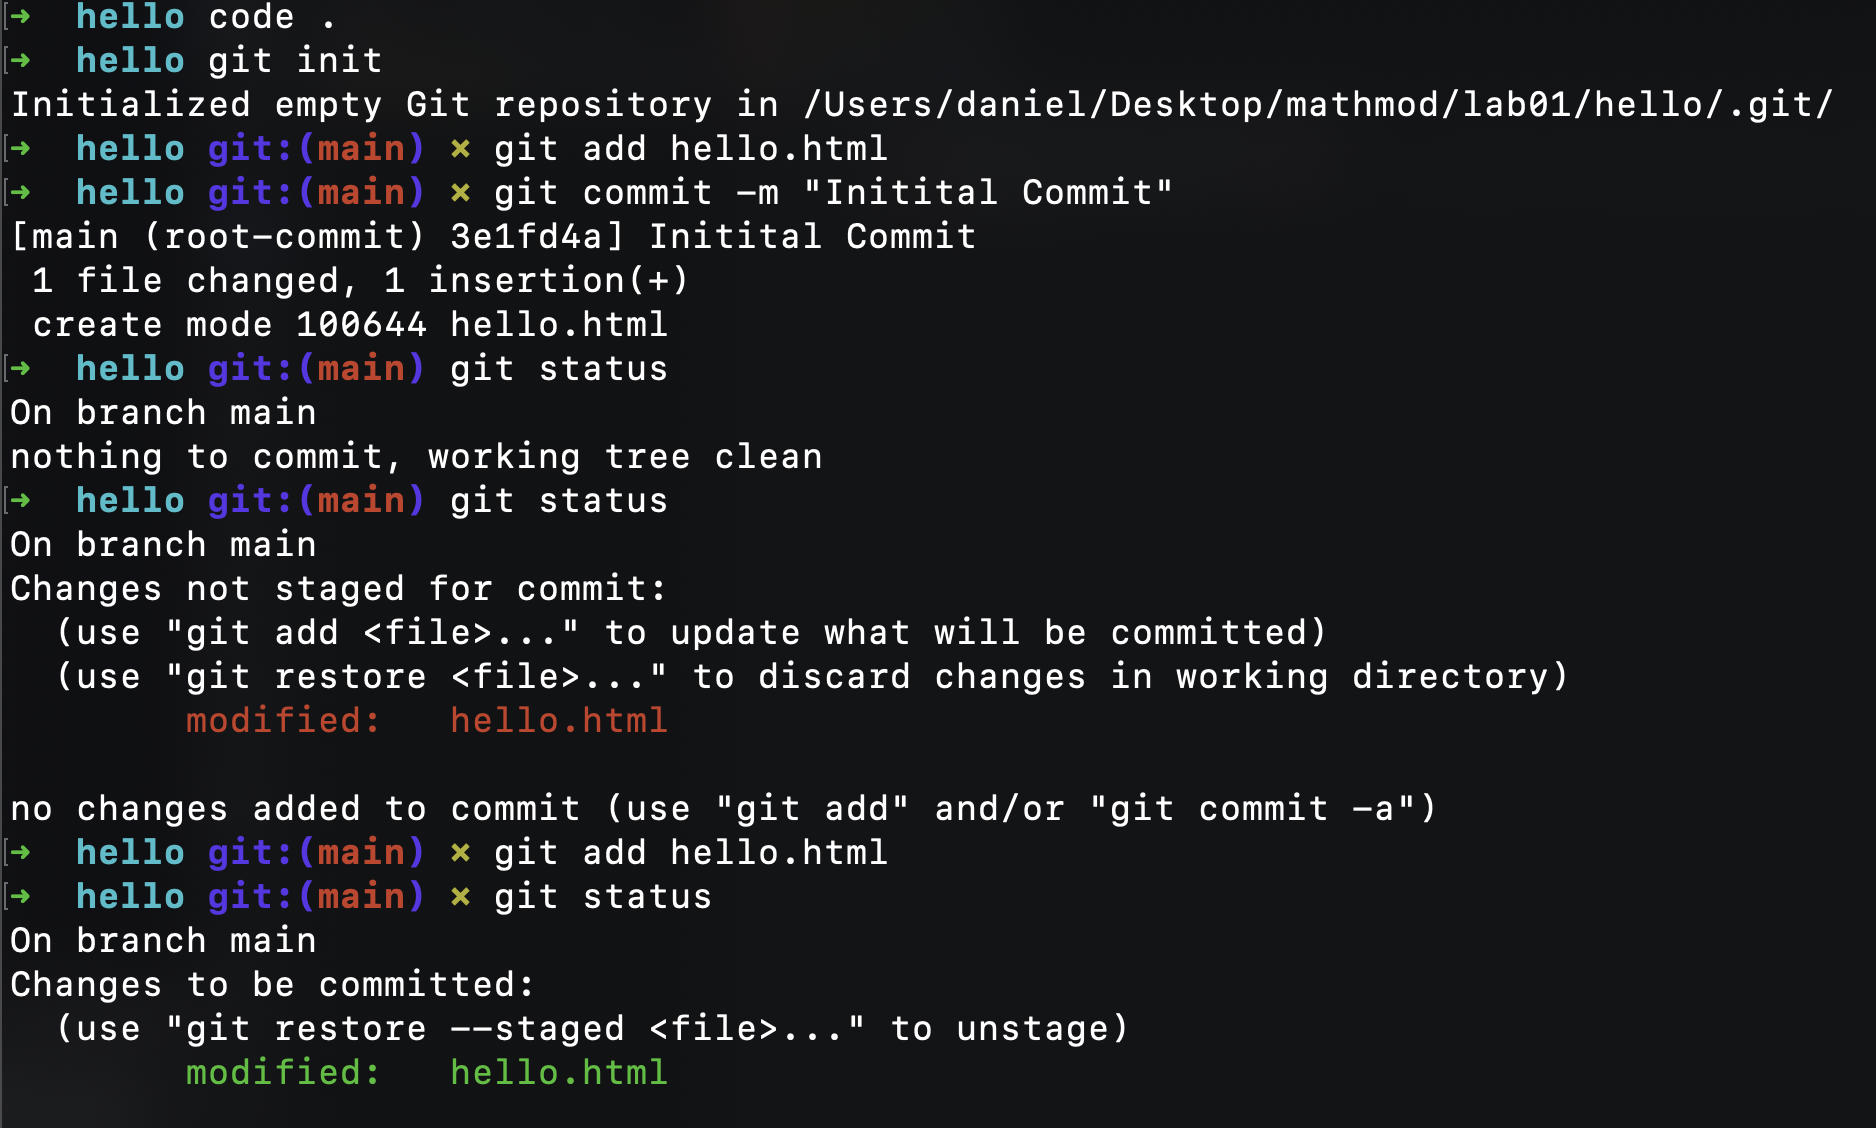 [→  hello code .
[→  hello git init
Initialized empty Git repository in /Users/daniel/Desktop/mathmod/lab01/hello/.git/
[→  hello git:(main) × git add hello.html
[→  hello git:(main) × git commit -m "Initital Commit"
[main (root-commit) 3e1fd4a] Initital Commit
 1 file changed, 1 insertion(+)
 create mode 100644 hello.html
[→  hello git:(main) git status
On branch main
nothing to commit, working tree clean
[→  hello git:(main) git status
On branch main
Changes not staged for commit:
  (use "git add <file>..." to update what will be committed)
  (use "git restore <file>..." to discard changes in working directory)
        modified:   hello.html

no changes added to commit (use "git add" and/or "git commit -a")
[→  hello git:(main) × git add hello.html
[→  hello git:(main) × git status
On branch main
Changes to be committed:
  (use "git restore --staged <file>..." to unstage)
        modified:   hello.html